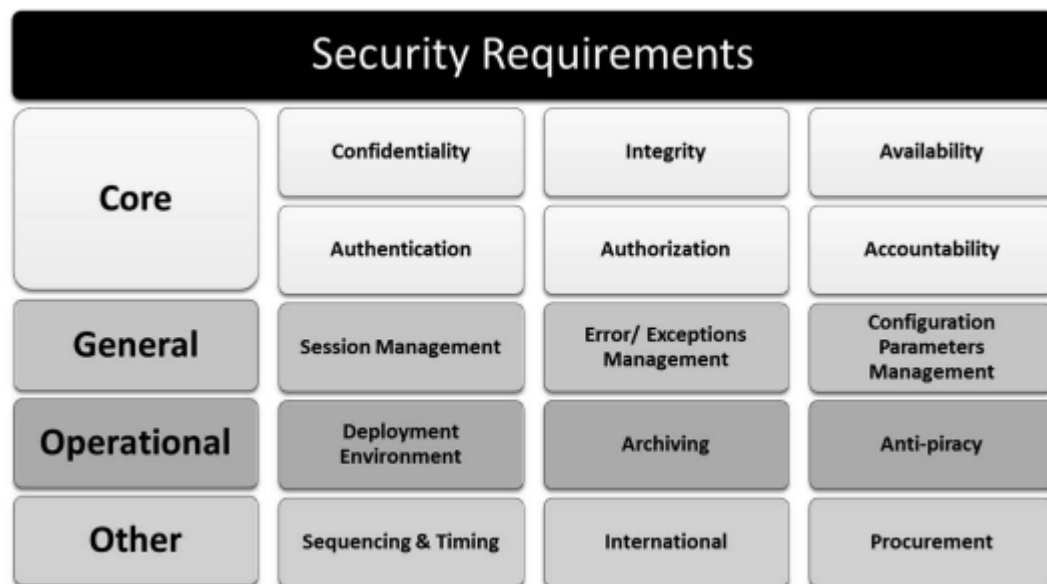 Security Requirements
Core
Confidentiality
Integrity
Availability
Authentication
Authorization
Accountability
General
Session Management
Error/ Exceptions
Management
Configuration
Parameters
Management
Operational
Deployment
Environment
Archiving
Anti-piracy
Other
Sequencing & Timing
International
Procurement